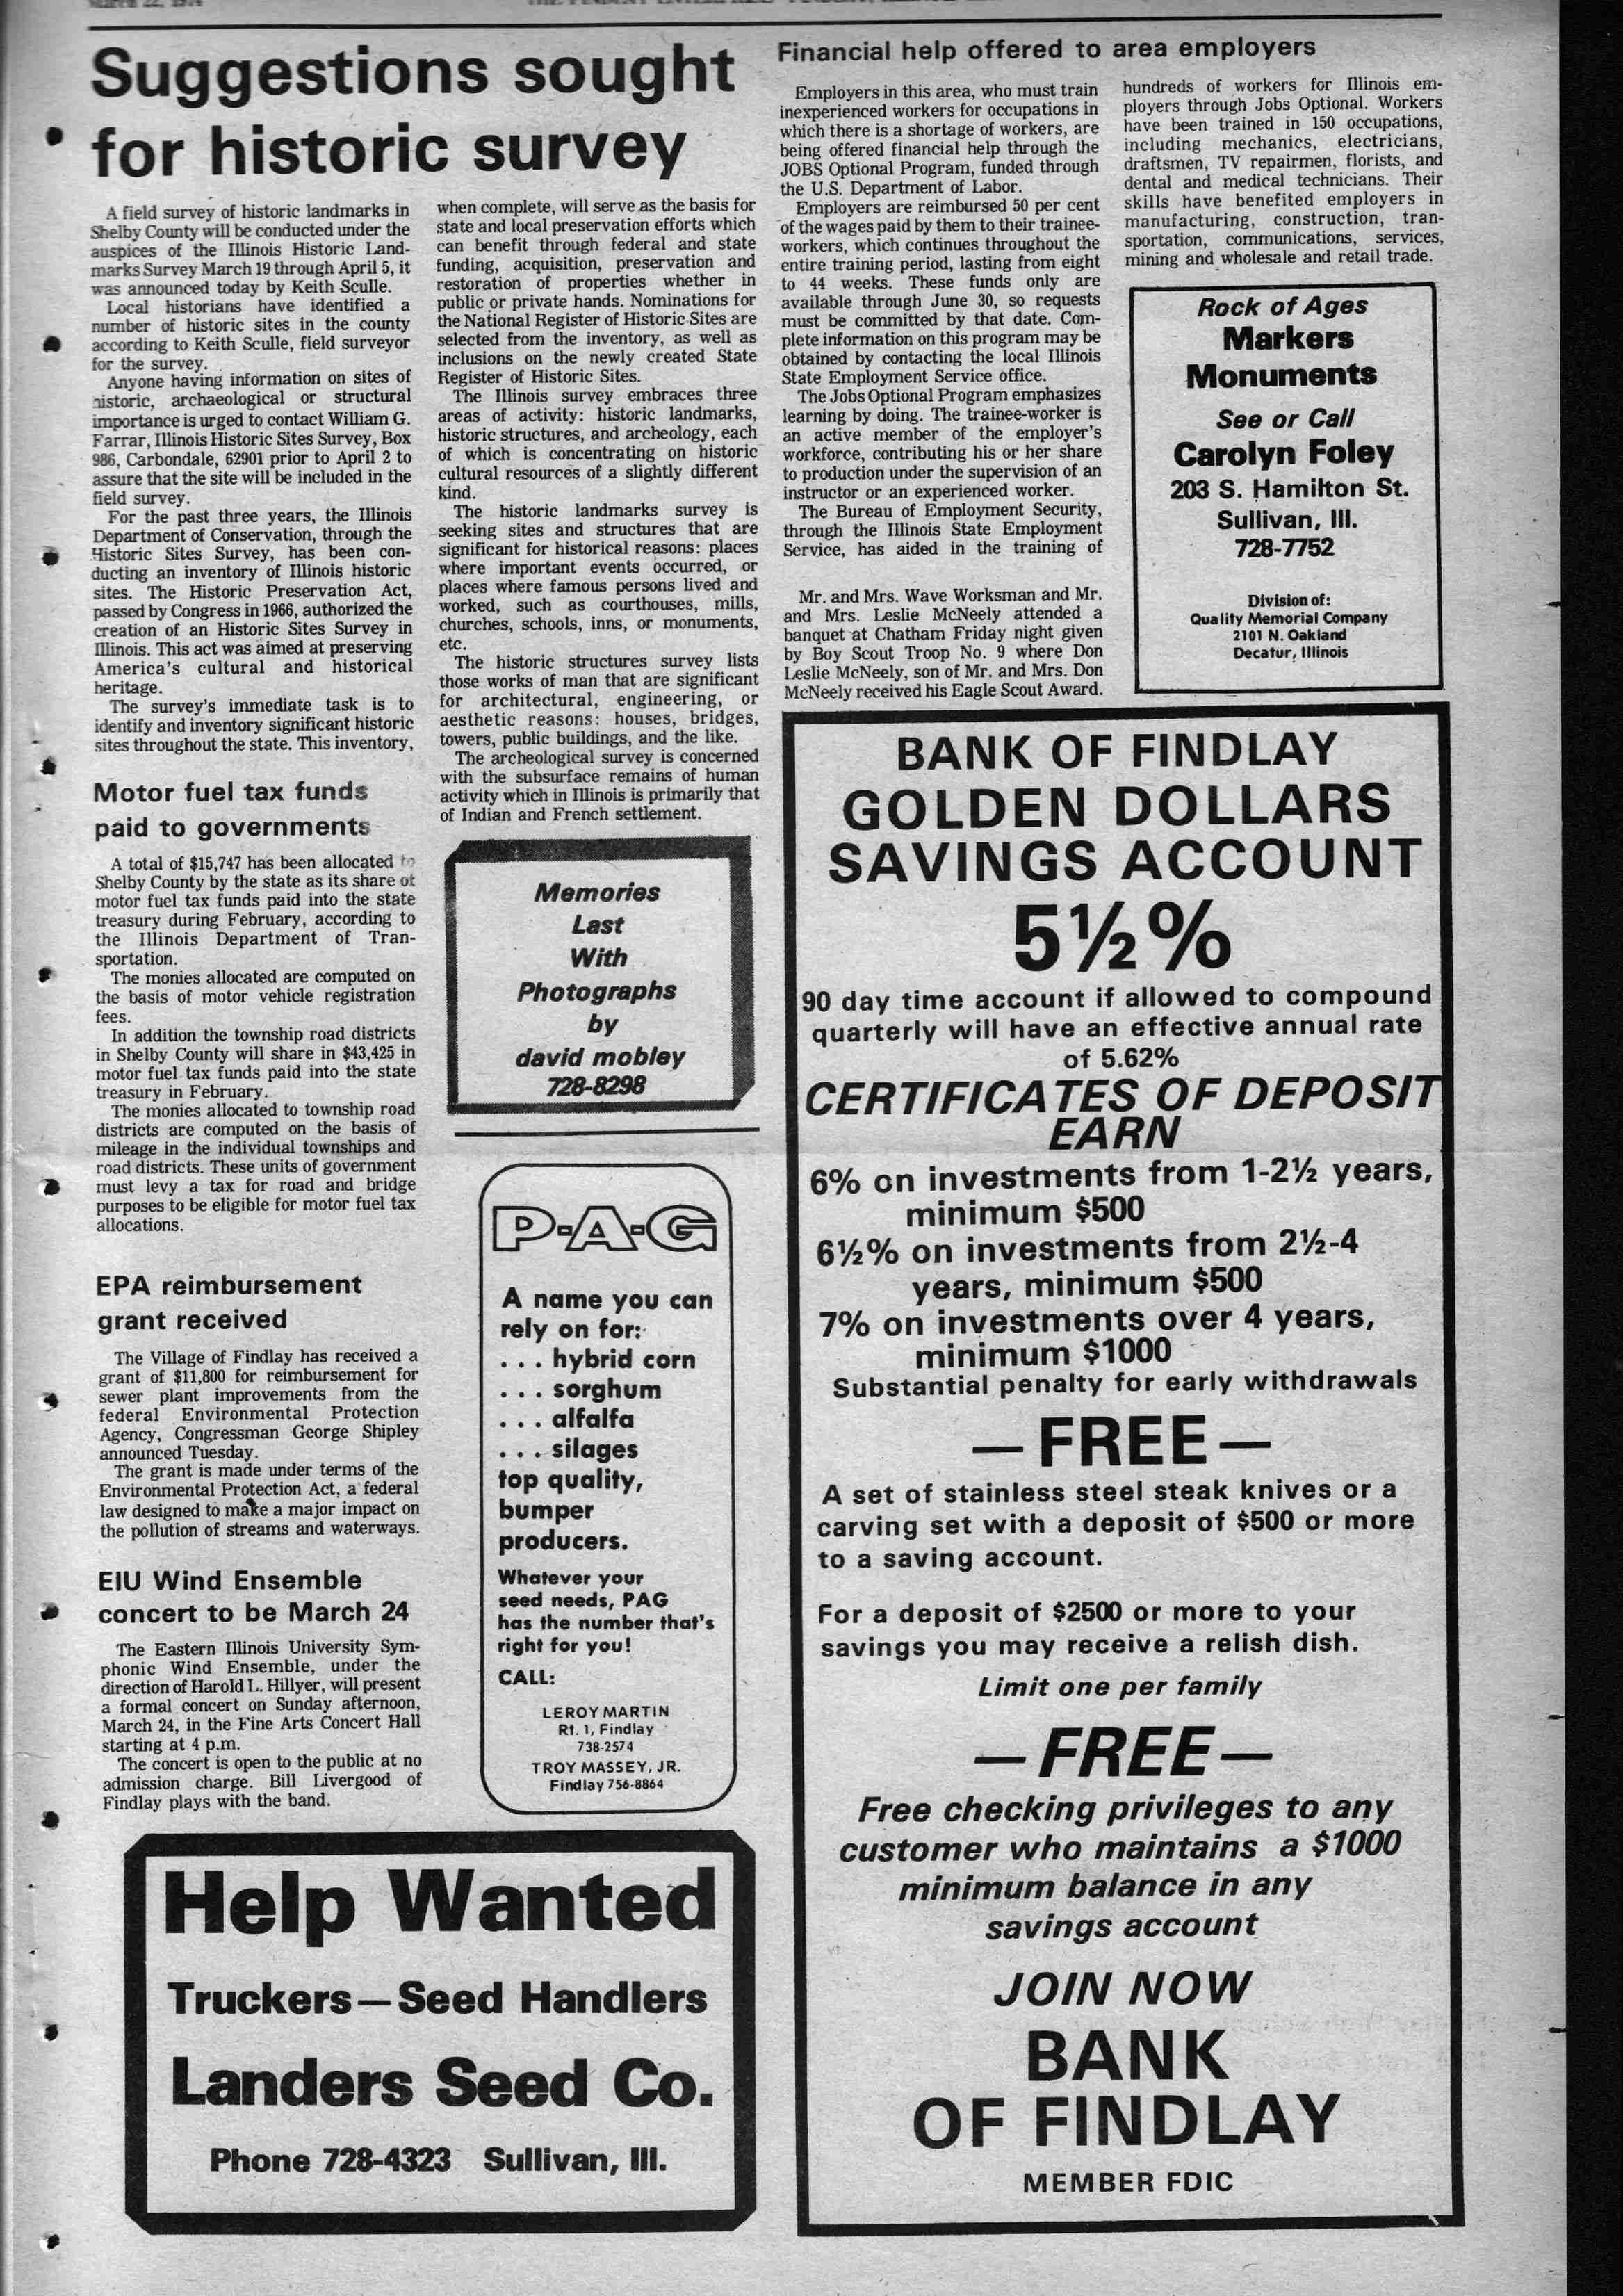 Suggestions sought
for historic survey
A field survey of historic landmarks in
Shelby County will be conducted under the
auspices of the Illinois Historic Land-
marks Survey March 19 through April 5, it
was announced today by Keith Sculle.
Local historians have identified a
number of historic sites in the county
according to Keith Sculle, field surveyor
for the survey.
Anyone having information on sites of
historic, archaeological or structural
importance is urged to contact William G.
Farrar, Illinois Historic Sites Survey, Box
986, Carbondale, 62901 prior to April 2 to
assure that the site will be included in the
field survey.
For the past three years, the Illinois
Department of Conservation, through the
Historic Sites Survey, has been con-
ducting an inventory of Illinois historic
sites. The Historic Preservation Act,
passed by Congress in 1966, authorized the
creation of an Historic Sites Survey in
Illinois. This act was aimed at preserving
America's cultural and historical
heritage.
The survey's immediate task is to
identify and inventory significant historic
sites throughout the state. This inventory,
when complete, will serve as the basis for
state and local preservation efforts which
can benefit through federal and state
funding, acquisition, preservation and
restoration of properties whether in
public or private hands. Nominations for
the National Register of Historic Sites are
selected from the inventory, as well as
inclusions on the newly created State
Register of Historic Sites.
The Illinois survey embraces three
areas of activity: historic landmarks,
historic structures, and archeology, each
of which is concentrating on historic
cultural resources of a slightly different
kind.
The historic landmarks survey is
seeking sites and structures that are
significant for historical reasons: places
where important events occurred, or
places where famous persons lived and
worked, such as courthouses, mills,
churches, schools, inns, or monuments,
etc.
The historic structures survey lists
those works of man that are significant
for architectural, engineering, or
aesthetic reasons: houses, bridges,
towers, public buildings, and the like.
The archeological survey is concerned
with the subsurface remains of human
activity which in Illinois is primarily that
of Indian and French settlement.
Motor fuel tax funds
paid to governments
A total of $15,747 has been allocated to
Shelby County by the state as its share of
motor fuel tax funds paid into the state
treasury during February, according to
the Illinois Department of Tran-
sportation.
The monies allocated are computed on
the basis of motor vehicle registration
fees.
In addition the township road districts
in Shelby County will share in $43,425 in
motor fuel tax funds paid into the state
treasury in February.
The monies allocated to township road
districts are computed on the basis of
mileage in the individual townships and
road districts. These units of government
must levy a tax for road and bridge
purposes to be eligible for motor fuel tax
allocations.
EPA reimbursement
grant received
The Village of Findlay has received a
grant of $11,800 for reimbursement for
sewer plant improvements from the
federal Environmental Protection
Agency, Congressman George Shipley
announced Tuesday.
The grant is made under terms of the
Environmental Protection Act, a federal
law designed to make a major impact on
the pollution of streams and waterways.
EIU Wind Ensemble
concert to be March 24
The Eastern Illinois University Sym-
phonic Wind Ensemble, under the
direction of Harold L. Hillyer, will present
a formal concert on Sunday afternoon,
March 24, in the Fine Arts Concert Hall
starting at 4 p.m.
The concert is open to the public at no
admission charge. Bill Livergood of
Findlay plays with the band.
Memories
Last
With
Photographs
by
david mobley
728-8298
P-A-G
A name you can
rely on for:
... hybrid corn
... sorghum
... alfalfa
... silages
top quality,
bumper
producers.
Whatever your
seed needs, PAG
has the number that's
right for you!
CALL:
LEROY MARTIN
Rt. 1, Findlay
738-2574
TROY MASSEY, JR.
Findlay 756-8864
Help Wanted
Truckers—Seed Handlers
Landers Seed Co.
Phone 728-4323 Sullivan, Ill.
Financial help offered to area employers
Employers in this area, who must train
inexperienced workers for occupations in
which there is a shortage of workers, are
being offered financial help through the
JOBS Optional Program, funded through
the U.S. Department of Labor.
Employers are reimbursed 50 per cent
of the wages paid by them to their trainee-
workers, which continues throughout the
entire training period, lasting from eight
to 44 weeks. These funds only are
available through June 30, so requests
must be committed by that date. Com-
plete information on this program may be
obtained by contacting the local Illinois
State Employment Service office.
The Jobs Optional Program emphasizes
learning by doing. The trainee-worker is
an active member of the employer's
workforce, contributing his or her share
to production under the supervision of an
instructor or an experienced worker.
The Bureau of Employment Security,
through the Illinois State Employment
Service, has aided in the training of
hundreds of workers for Illinois em-
ployers through Jobs Optional. Workers
have been trained in 150 occupations,
including mechanics, electricians,
draftsmen, TV repairmen, florists, and
dental and medical technicians. Their
skills have benefited employers in
manufacturing, construction, tran-
sportation, communications, services,
mining and wholesale and retail trade.
Mr. and Mrs. Wave Worksman and Mr.
and Mrs. Leslie McNeely attended a
banquet at Chatham Friday night given
by Boy Scout Troop No. 9 where Don
Leslie McNeely, son of Mr. and Mrs. Don
McNeely received his Eagle Scout Award.
Rock of Ages
Markers
Monuments
See or Call
Carolyn Foley
203 S. Hamilton St.
Sullivan, Ill.
728-7752
Division of:
Quality Memorial Company
2101 N. Oakland
Decatur, Illinois
BANK OF FINDLAY
GOLDEN DOLLARS
SAVINGS ACCOUNT
5½%
90 day time account if allowed to compound
quarterly will have an effective annual rate
of 5.62%
CERTIFICATES OF DEPOSIT
EARN
6% on investments from 1-2½ years,
minimum $500
6½% on investments from 2½-4
years, minimum $500
7% on investments over 4 years,
minimum $1000
Substantial penalty for early withdrawals
—FREE—
A set of stainless steel steak knives or a
carving set with a deposit of $500 or more
to a saving account.
For a deposit of $2500 or more to your
savings you may receive a relish dish.
Limit one per family
—FREE—
Free checking privileges to any
customer who maintains a $1000
minimum balance in any
savings account
JOIN NOW
BANK
OF FINDLAY
MEMBER FDIC